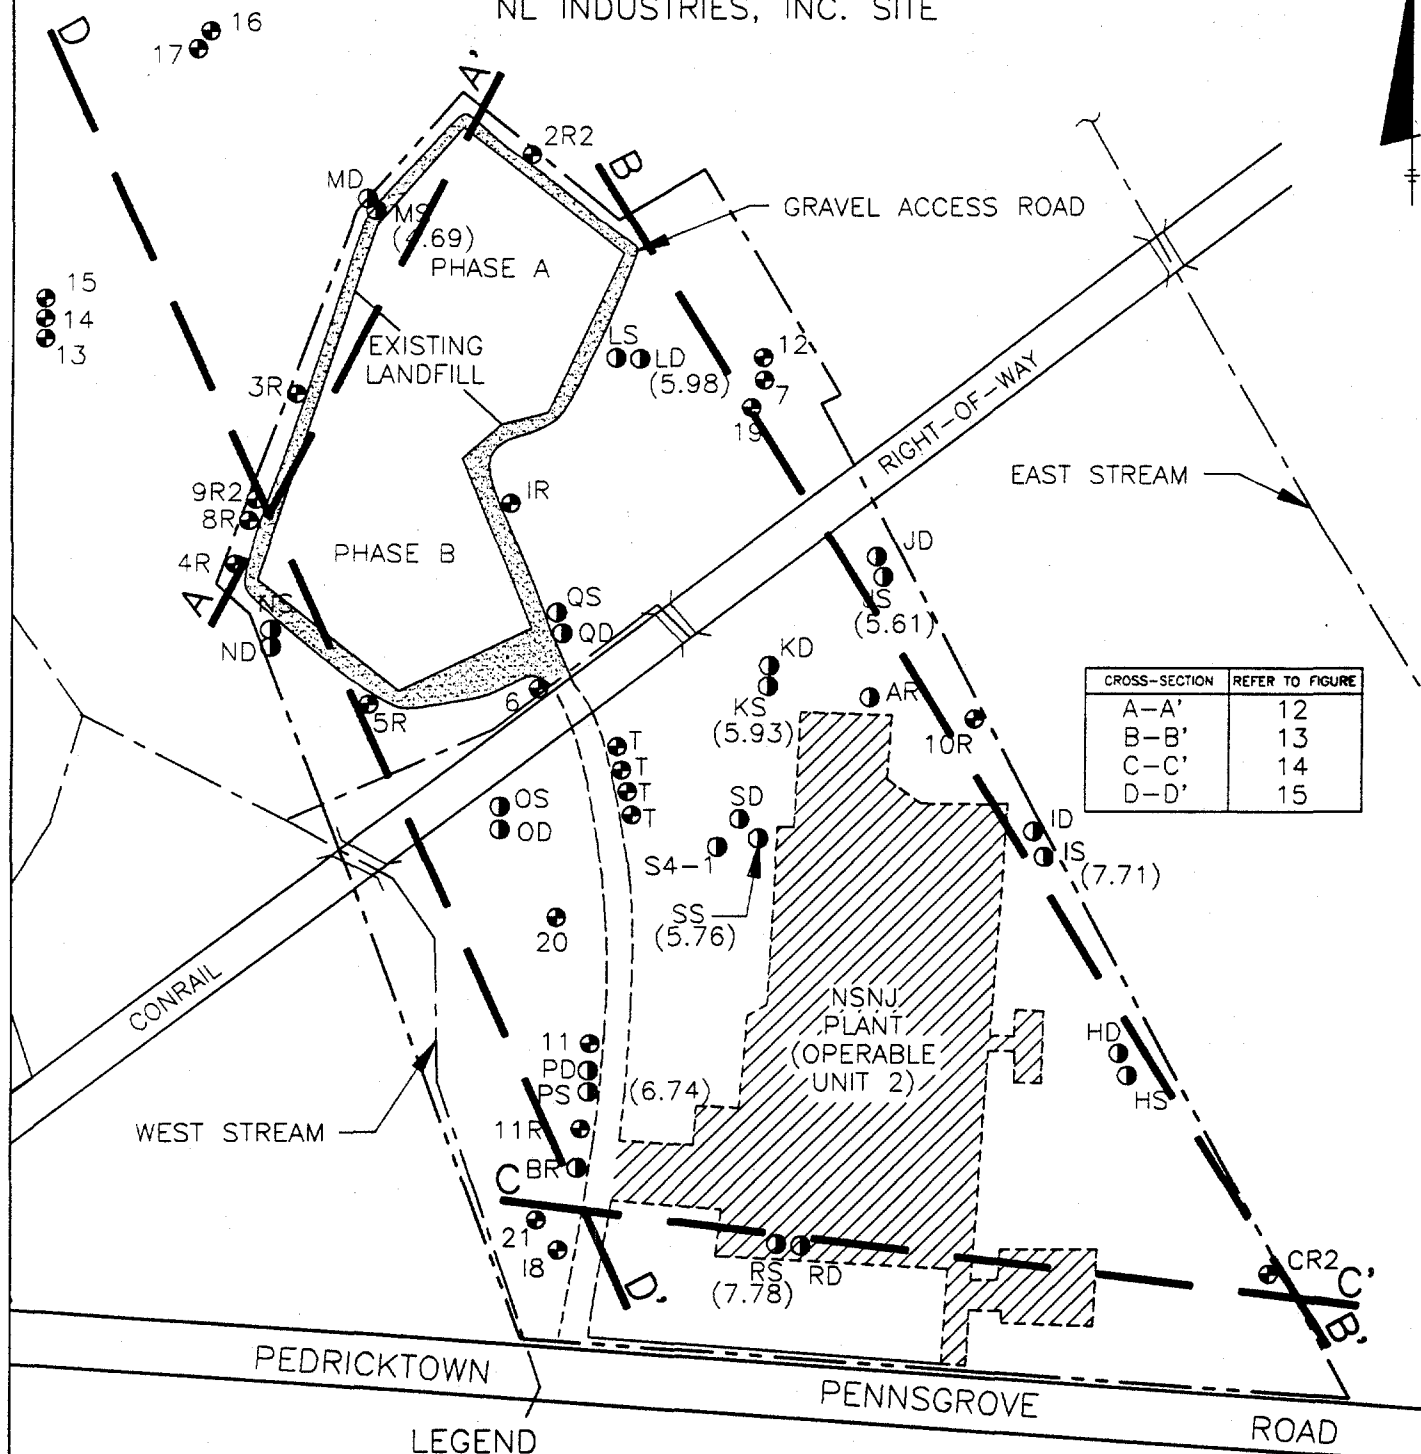 NL INDUSTRIES, INC. SITE
D
16
17
A'
2R2
B
MD
MS
(4.69)
PHASE A
GRAVEL ACCESS ROAD
15
14
13
EXISTING
LANDFILL
LS
LD
(5.98)
12
7
19
3R
RIGHT-OF-WAY
EAST STREAM
9R2
8R
IR
4R
PHASE B
JD
JS
(5.61)
A
NS
ND
QS
QD
KD
KS
(5.93)
AR
10R
6
5R
CROSS-SECTION REFER TO FIGURE
A-A' 12
B-B' 13
C-C' 14
D-D' 15
T
T
T
T
OS
OD
SD
S4-1
SS
(5.76)
ID
IS
(7.71)
20
CONRAIL
NSNJ
PLANT
(OPERABLE
UNIT 2)
11
PD
PS
(6.74)
HD
HS
WEST STREAM
11R
BR
C
21
18
RS
(7.78)
RD
D'
CR2
C'
B'
PEDRICKTOWN
PENNSGROVE
ROAD
LEGEND